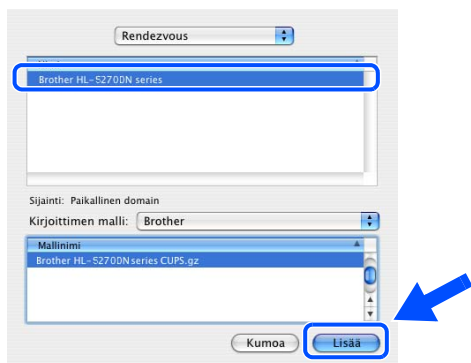 Rendezvous
Brother HL-5270DN series
Sijainti: Paikallinen domain
Kirjoittimen malli: Brother
Mallinimi
Brother HL-5270DN series CUPS.gz
Kumoa Lisää